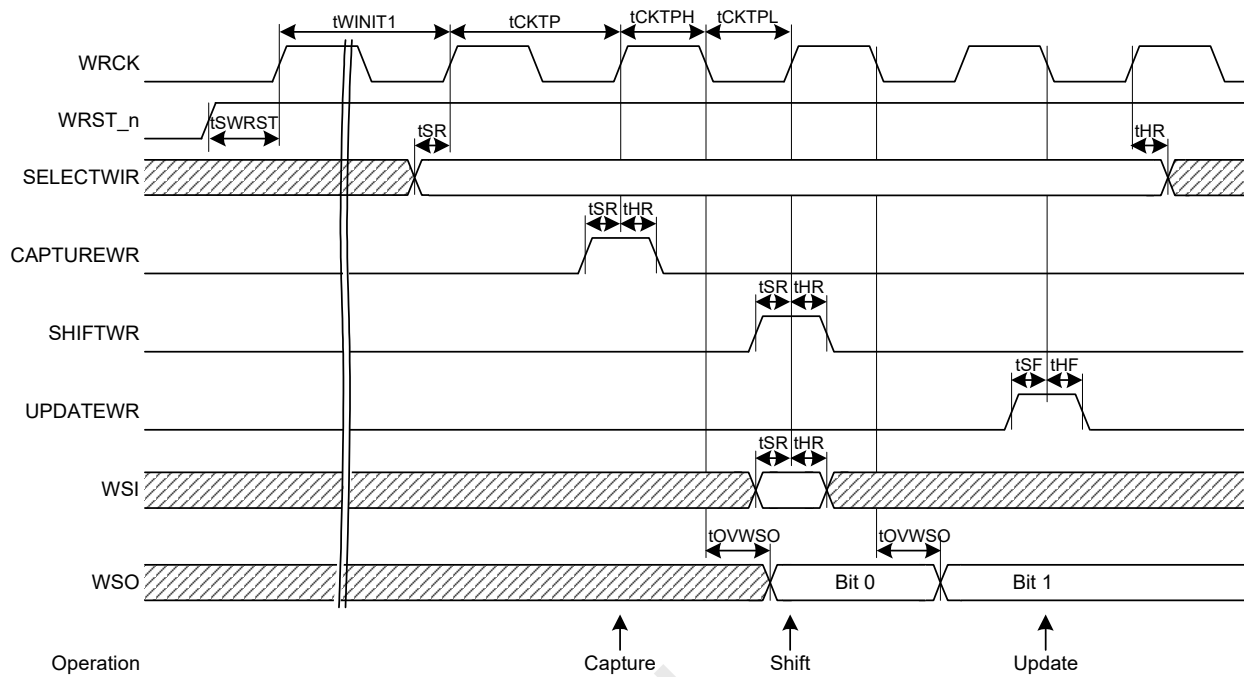 tWINIT1 tCKTP tCKTPH tCKTPL
WRCK
WRST_n
tSWRST tSR tHR
SELECTWIR
tSR tHR
CAPTUREWR
tSR tHR
SHIFTWR
tSF tHF
UPDATEWR
tSR tHR
WSI
tOVWSO tOVWSO
WSO Bit 0 Bit 1
Operation Capture Shift Update